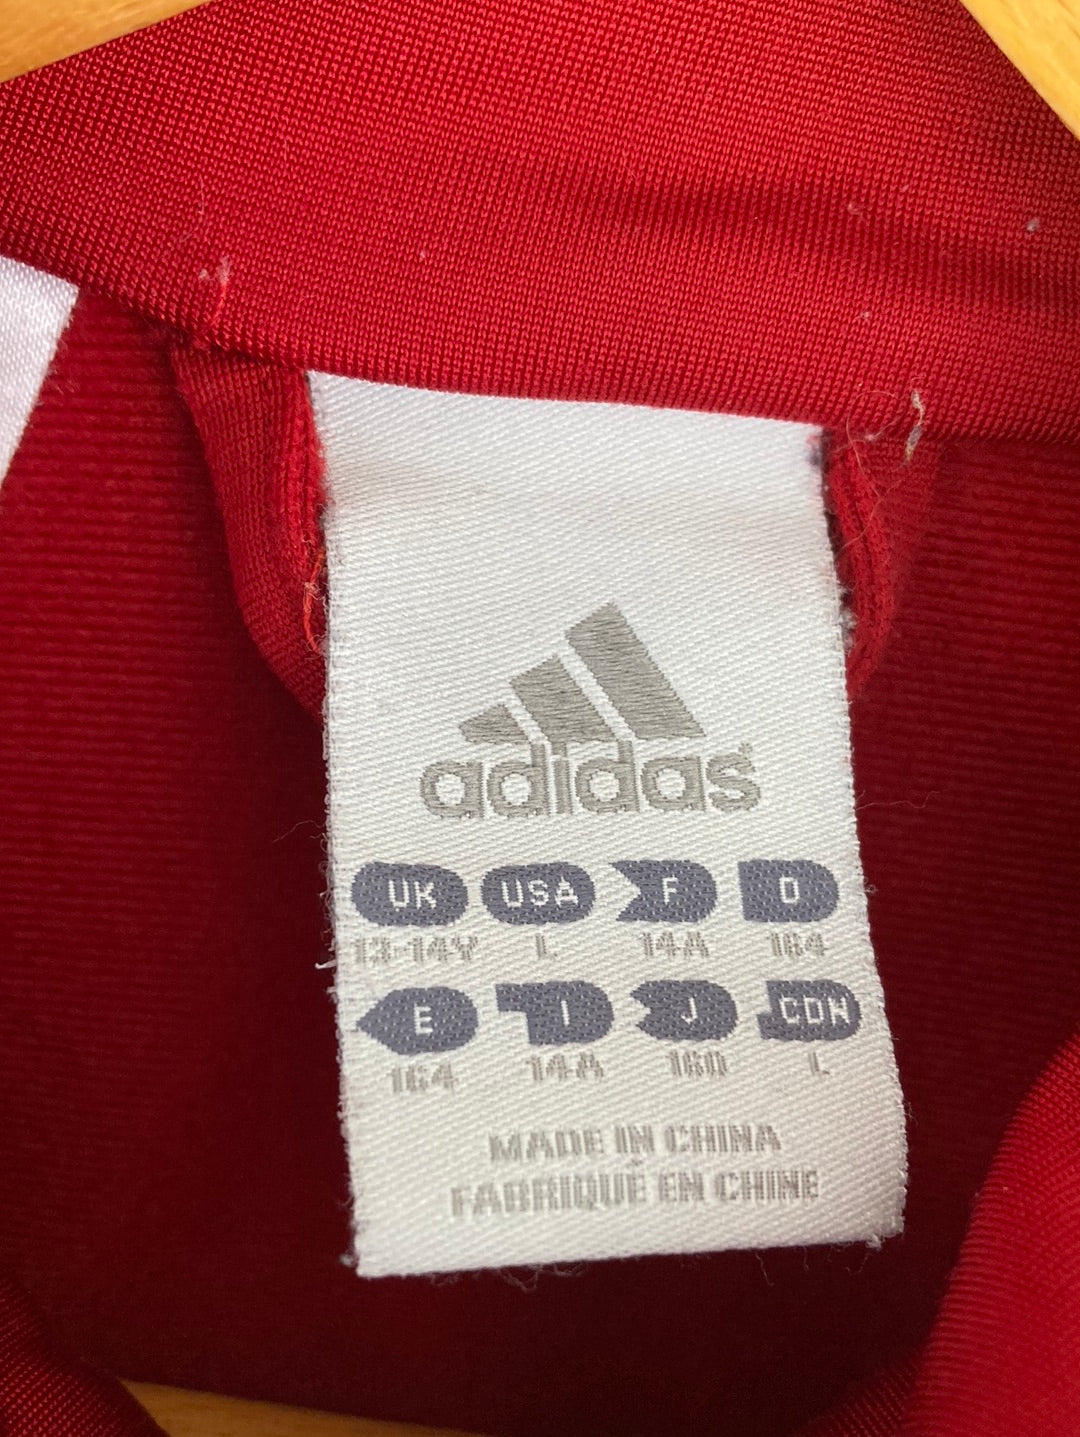 adidas®
UK USA F D
13-14Y L 14A 164
E I J CDN
164 14A 160 L
MADE IN CHINA
FABRIQUÉ EN CHINE